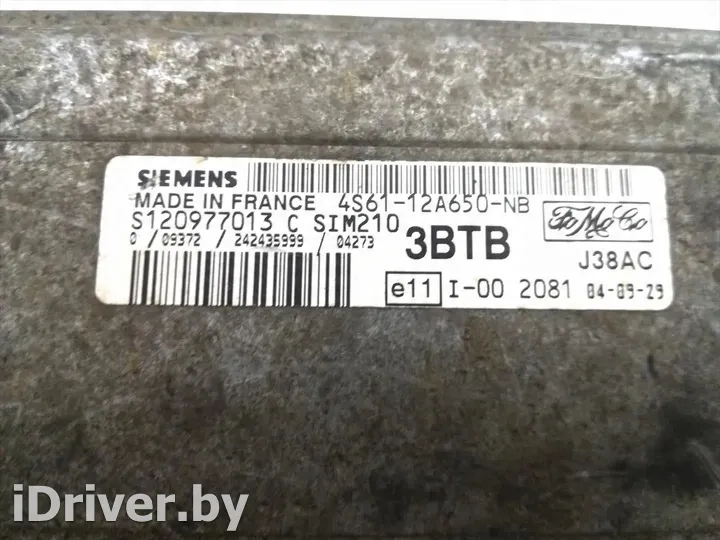 SIEMENS
MADE IN FRANCE 4S61-12A650-NB
S120977013 C SIM210
0 / 09372 / 242435999 / 04273
3BTB
FoMoCo
J38AC
e11 I-00 2081 04-09-29
iDriver.by